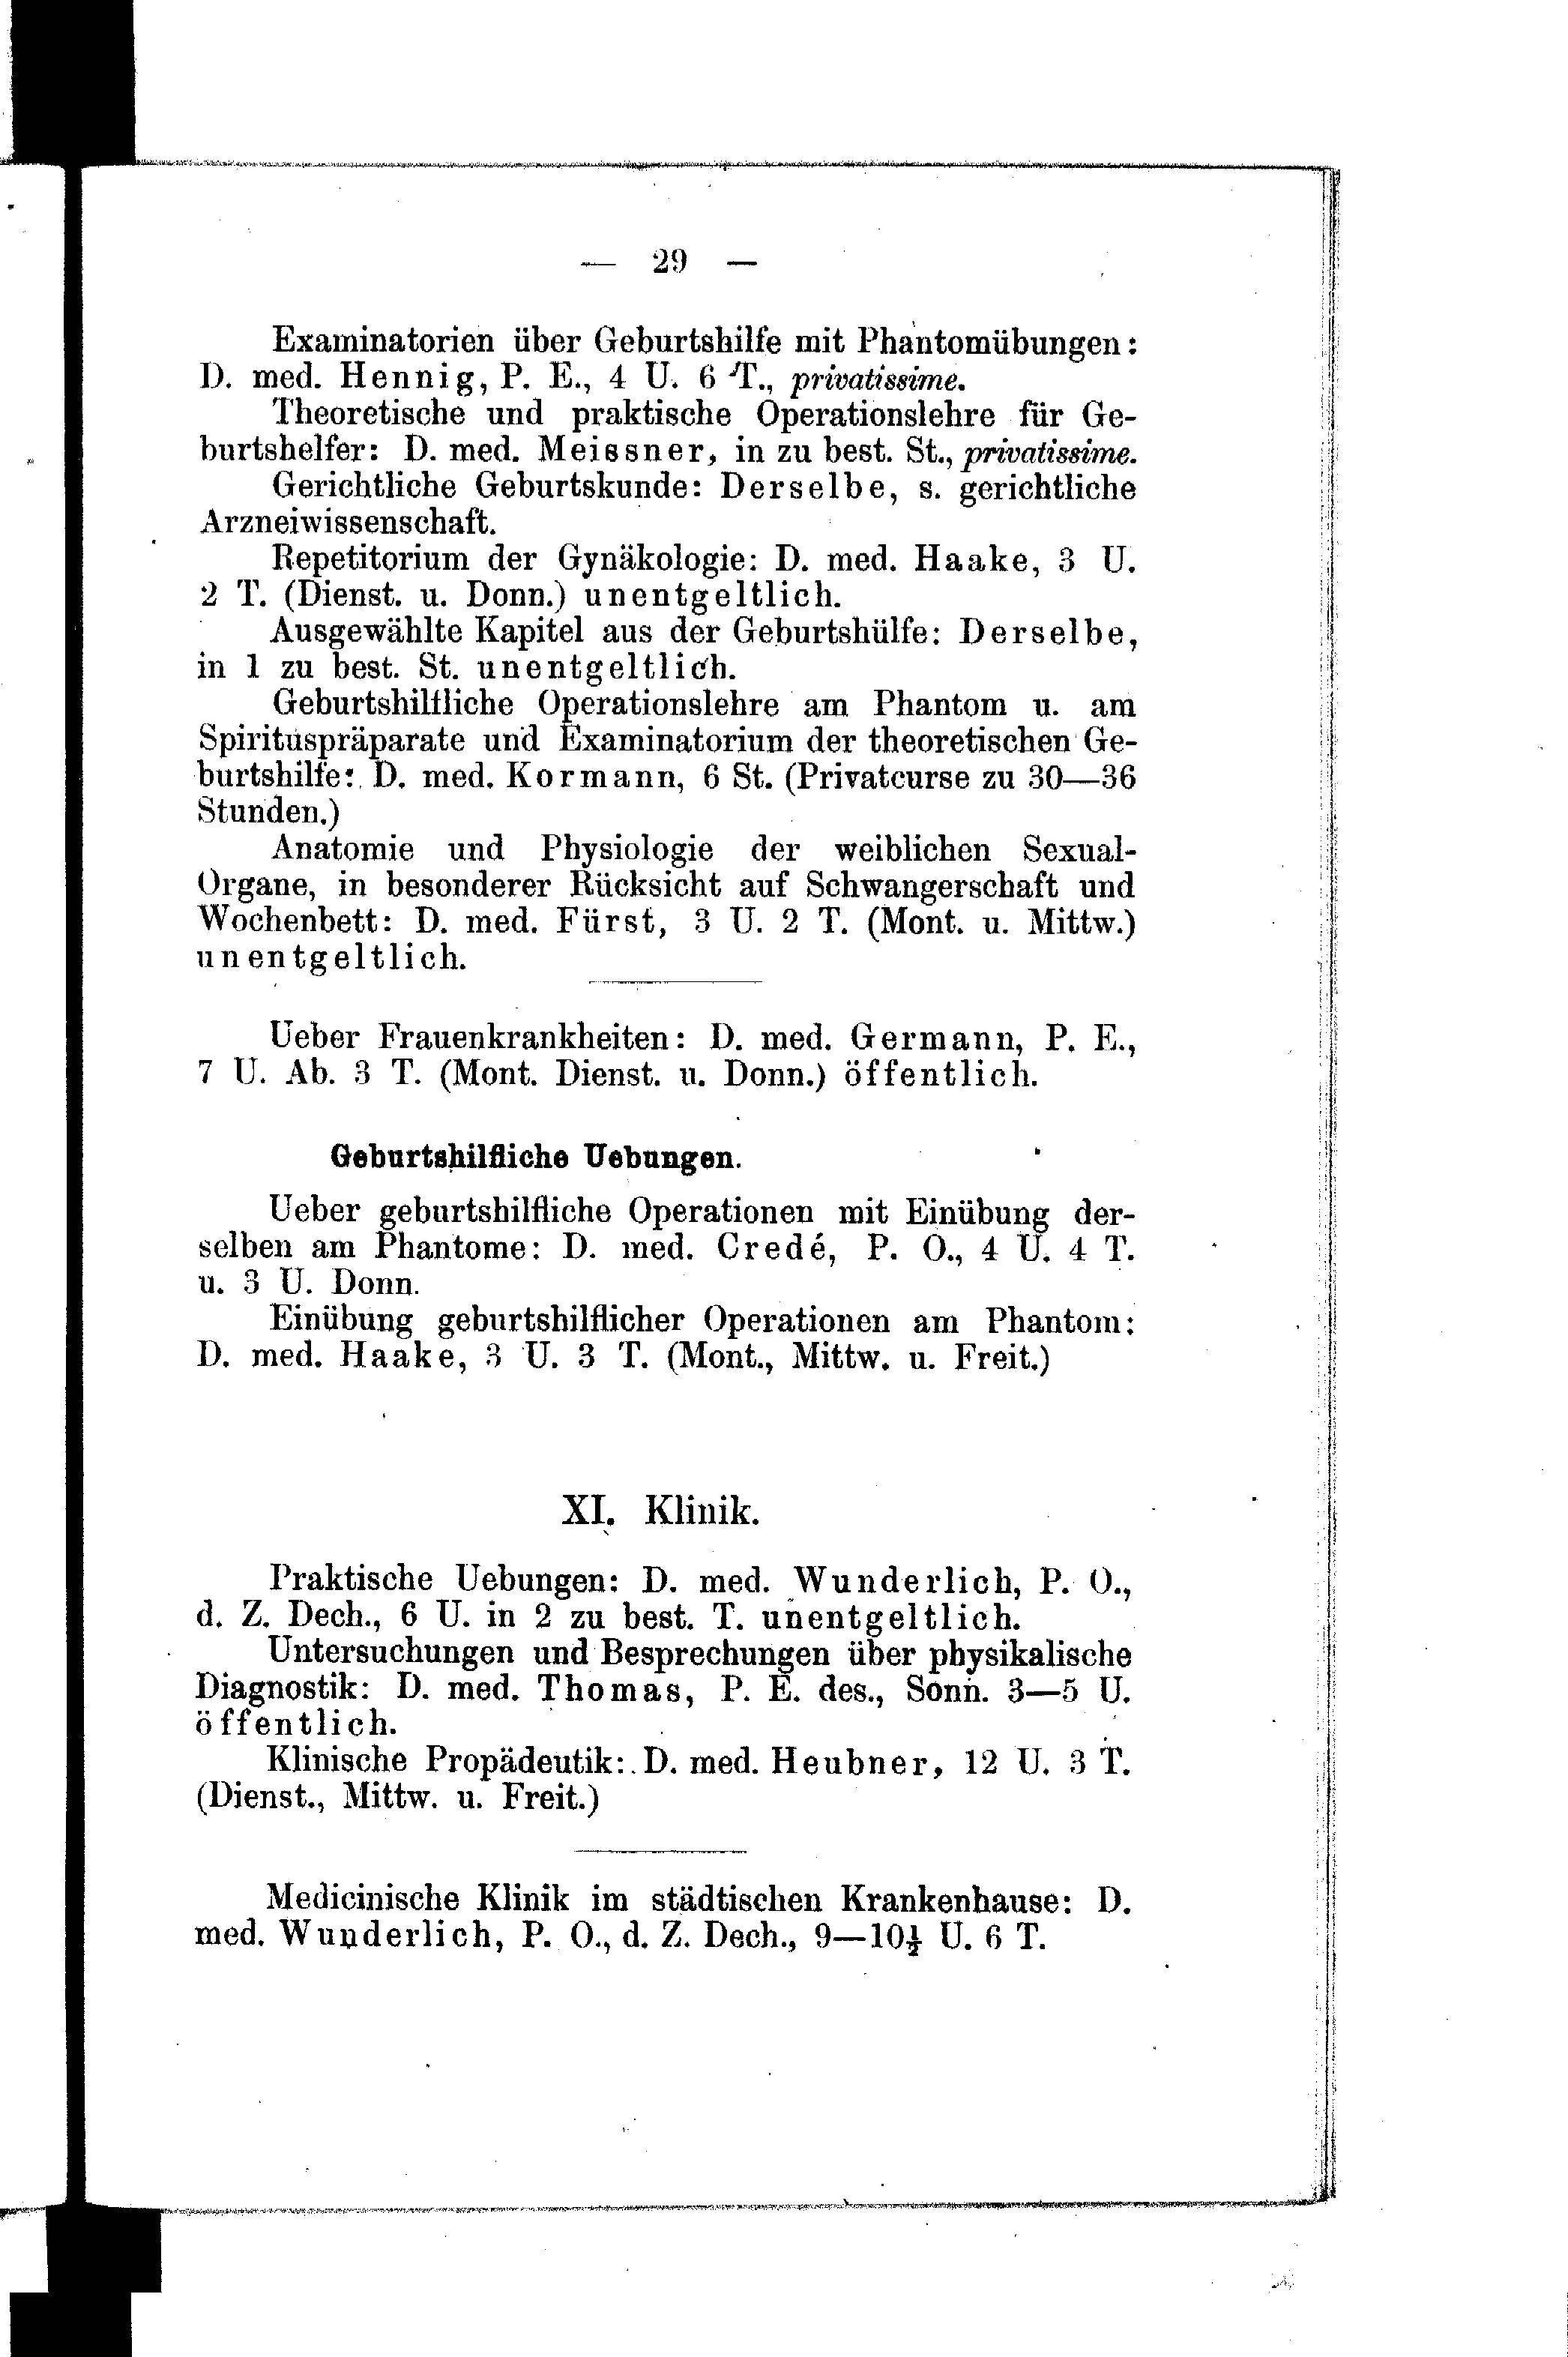 — 29 —
Examinatorien über Geburtshilfe mit Phantomübungen:
D. med. Hennig, P. E., 4 U. 6 T., privatissime.
Theoretische und praktische Operationslehre für Ge-
burtshelfer: D. med. Meissner, in zu best. St., privatissime.
Gerichtliche Geburtskunde: Derselbe, s. gerichtliche
Arzneiwissenschaft.
Repetitorium der Gynäkologie: D. med. Haake, 3 U.
2 T. (Dienst. u. Donn.) unentgeltlich.
Ausgewählte Kapitel aus der Geburtshülfe: Derselbe,
in 1 zu best. St. unentgeltlich.
Geburtshilfliche Operationslehre am Phantom u. am
Spirituspräparate und Examinatorium der theoretischen Ge-
burtshilfe: D. med. Kormann, 6 St. (Privatcurse zu 30—36
Stunden.)
Anatomie und Physiologie der weiblichen Sexual-
Organe, in besonderer Rücksicht auf Schwangerschaft und
Wochenbett: D. med. Fürst, 3 U. 2 T. (Mont. u. Mittw.)
unentgeltlich.
Ueber Frauenkrankheiten: D. med. Germann, P. E.,
7 U. Ab. 3 T. (Mont. Dienst. u. Donn.) öffentlich.
Geburtshilfliche Uebungen.
Ueber geburtshilfliche Operationen mit Einübung der-
selben am Phantome: D. med. Credé, P. O., 4 U. 4 T.
u. 3 U. Donn.
Einübung geburtshilflicher Operationen am Phantom:
D. med. Haake, 3 U. 3 T. (Mont., Mittw. u. Freit.)
XI. Klinik.
Praktische Uebungen: D. med. Wunderlich, P. O.,
d. Z. Dech., 6 U. in 2 zu best. T. unentgeltlich.
Untersuchungen und Besprechungen über physikalische
Diagnostik: D. med. Thomas, P. E. des., Sonn. 3—5 U.
öffentlich.
Klinische Propädeutik: D. med. Heubner, 12 U. 3 T.
(Dienst., Mittw. u. Freit.)
Medicinische Klinik im städtischen Krankenhause: D.
med. Wunderlich, P. O., d. Z. Dech., 9—10½ U. 6 T.